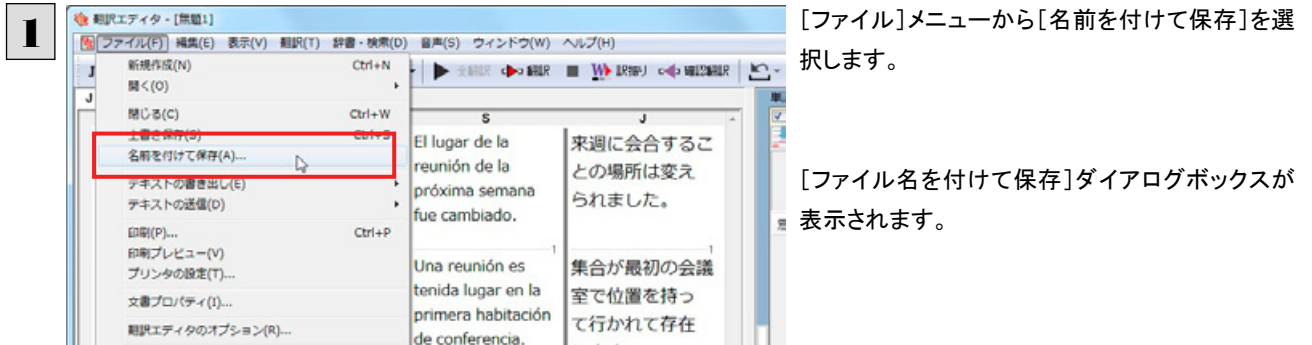 1
翻訳エディタ - [無題1]
ファイル(F) 編集(E) 表示(V) 翻訳(T) 辞書・検索(D) 音声(S) ウィンドウ(W) ヘルプ(H)
新規作成(N) Ctrl+N
開く(O)
閉じる(C) Ctrl+W
上書き保存(S) Ctrl+S
名前を付けて保存(A)...
テキストの書き出し(E)
テキストの送信(D)
印刷(P)... Ctrl+P
印刷プレビュー(V)
プリンタの設定(T)...
文書プロパティ(I)...
翻訳エディタのオプション(R)...
全翻訳 翻訳 訳振り 確認翻訳
S J
El lugar de la
reunión de la
próxima semana
fue cambiado.
来週に会合するこ
との場所は変え
られました。
1 1
Una reunión es
tenida lugar en la
primera habitación
de conferencia.
集合が最初の会議
室で位置を持っ
て行かれて存在
[ファイル]メニューから[名前を付けて保存]を選
択します。
[ファイル名を付けて保存]ダイアログボックスが
表示されます。